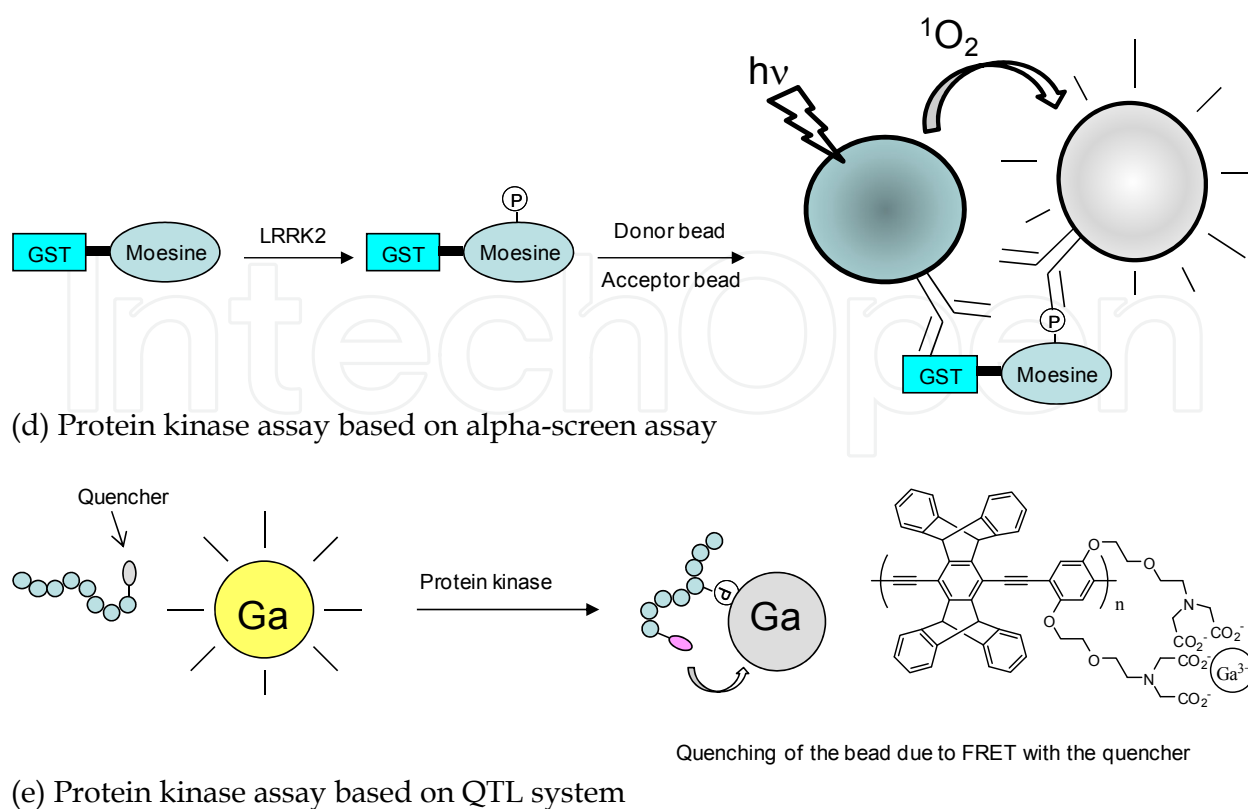 ¹O₂
hν
P
LRRK2
Donor bead
GST
Moesine
GST
Moesine
Acceptor bead
P
GST
Moesine
IntechOpen
(d) Protein kinase assay based on alpha-screen assay
Quencher
Protein kinase
Ga
P
Ga
n
O
O
N
CO₂⁻
CO₂⁻
O
O
N
CO₂⁻
CO₂⁻
Ga³⁻
Quenching of the bead due to FRET with the quencher
(e) Protein kinase assay based on QTL system